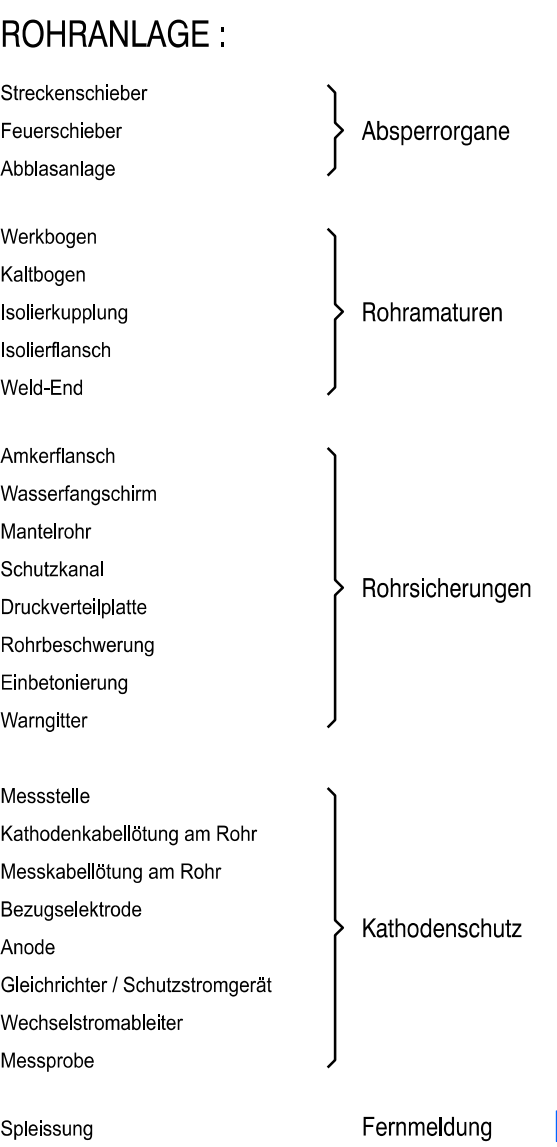 ROHRANLAGE :
Streckenschieber
Feuerschieber
Abblasanlage
Absperrorgane
Werkbogen
Kaltbogen
Isolierkupplung
Isolierflansch
Weld-End
Rohramaturen
Amkerflansch
Wasserfangschirm
Mantelrohr
Schutzkanal
Druckverteilplatte
Rohrbeschwerung
Einbetonierung
Warngitter
Rohrsicherungen
Messstelle
Kathodenkabellötung am Rohr
Messkabellötung am Rohr
Bezugselektrode
Anode
Gleichrichter / Schutzstromgerät
Wechselstromableiter
Messprobe
Kathodenschutz
Spleissung Fernmeldung